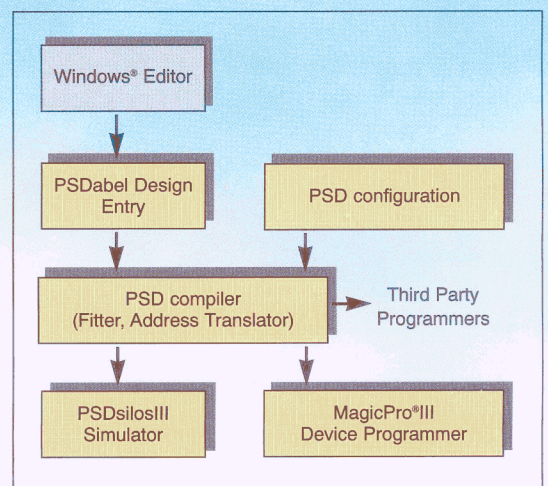 Windows® Editor
PSDabel Design
Entry
PSD configuration
PSD compiler
(Fitter, Address Translator)
Third Party
Programmers
PSDsilosIII
Simulator
MagicPro®III
Device Programmer